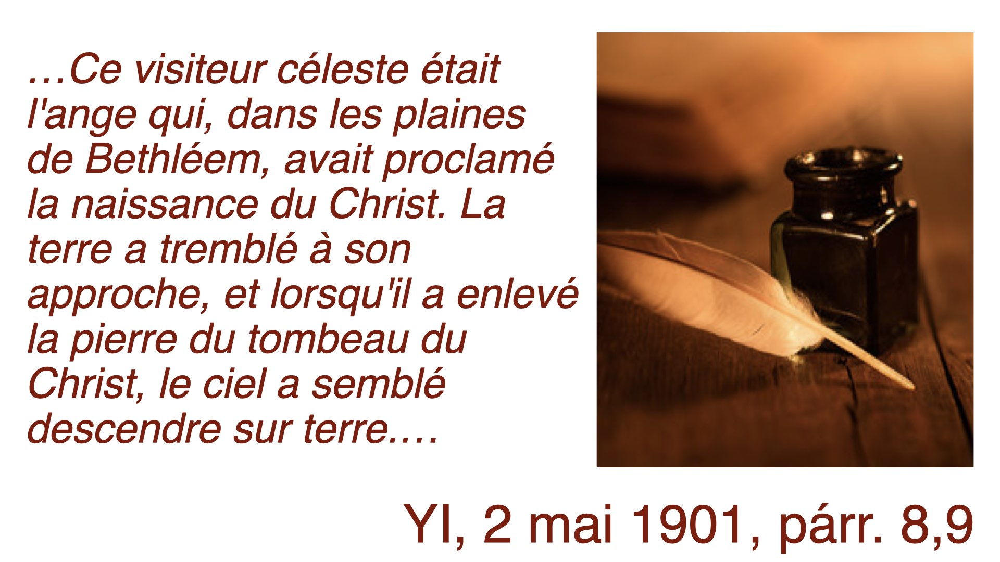 …Ce visiteur céleste était
l'ange qui, dans les plaines
de Bethléem, avait proclamé
la naissance du Christ. La
terre a tremblé à son
approche, et lorsqu'il a enlevé
la pierre du tombeau du
Christ, le ciel a semblé
descendre sur terre.…
YI, 2 mai 1901, párr. 8,9